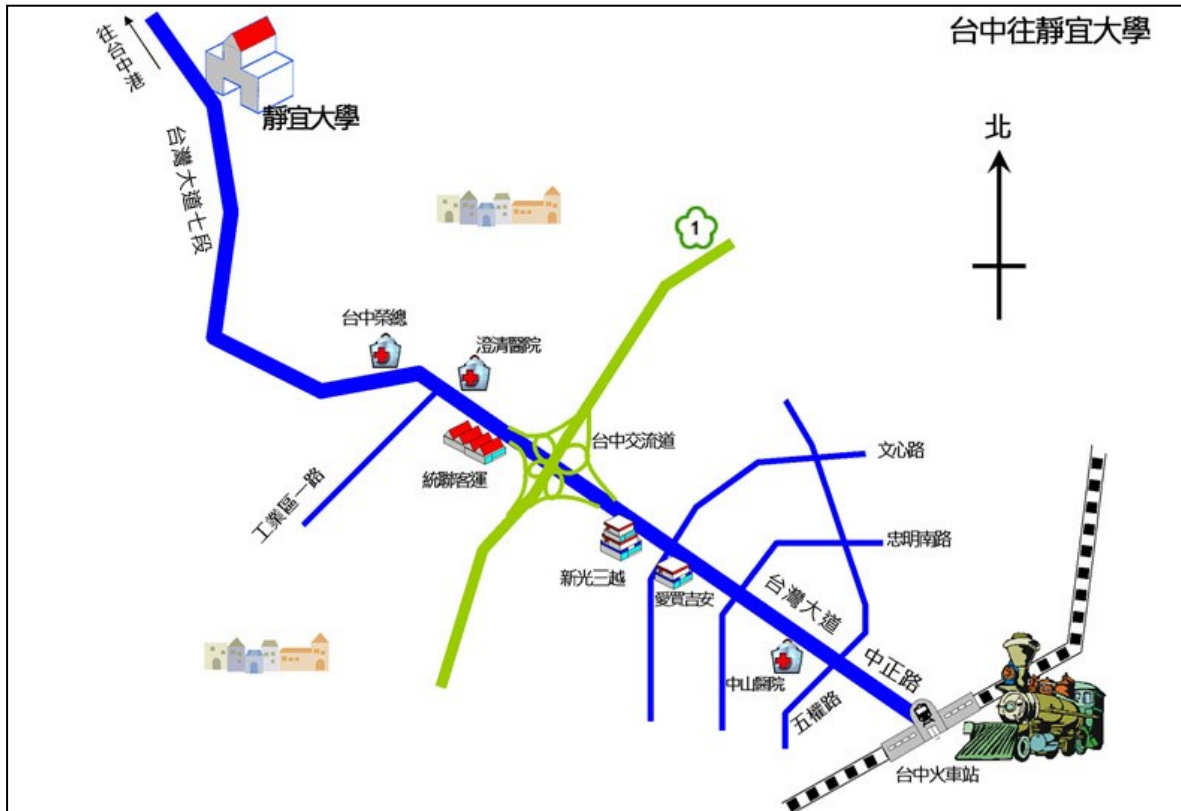 台中往靜宜大學
往台中港
靜宜大學
北
台灣大道七段
1
台中榮總
澄清醫院
台中交流道
統聯客運
工業區一路
文心路
忠明南路
新光三越
愛買吉安
台灣大道
中正路
中山醫院
五權路
台中火車站